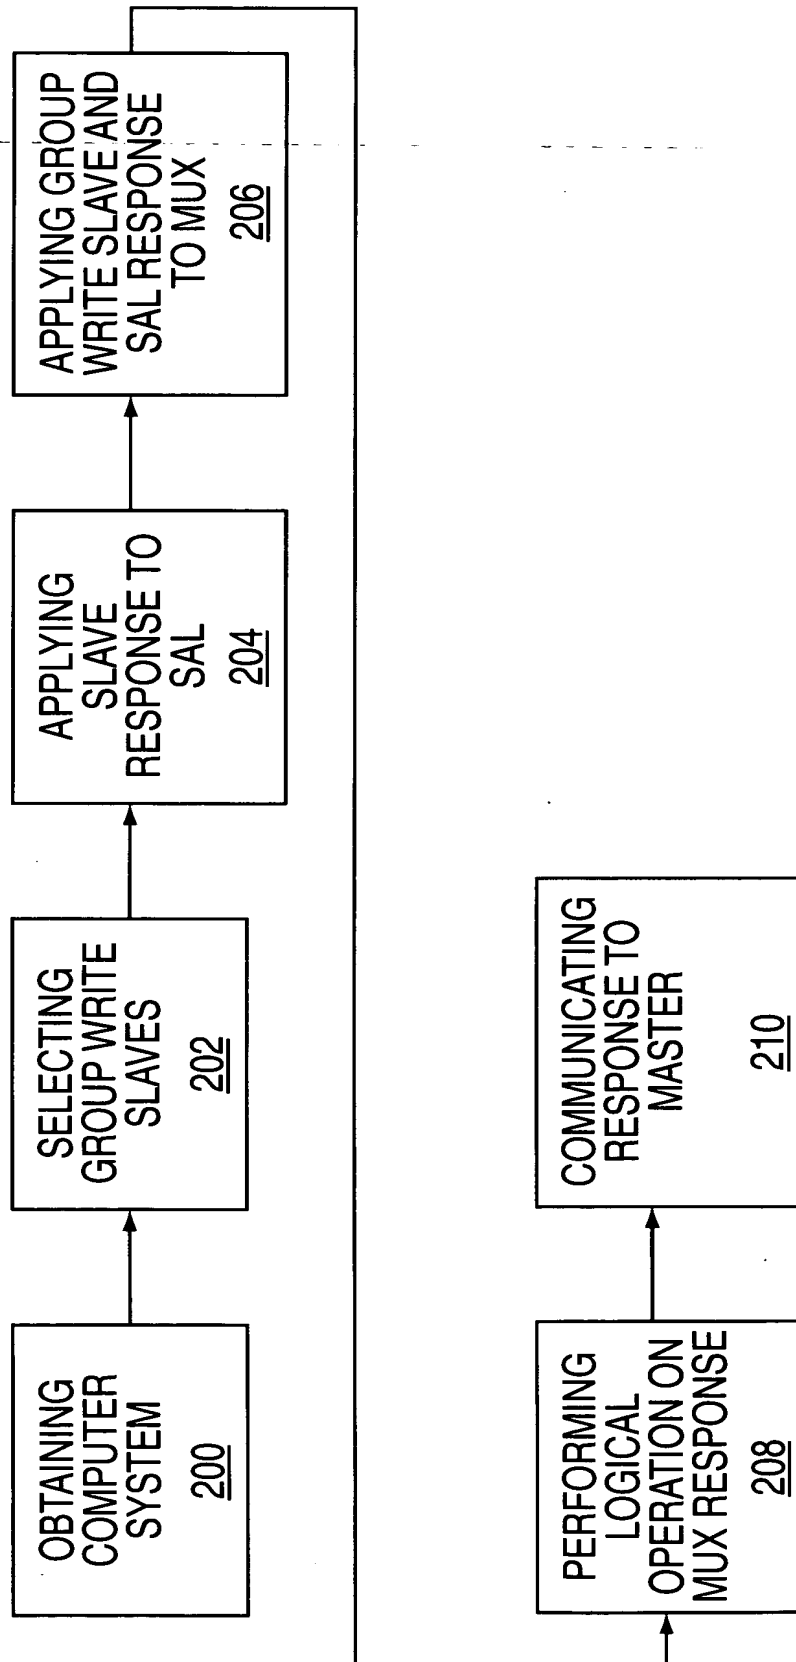 OBTAINING
COMPUTER
SYSTEM
200
SELECTING
GROUP WRITE
SLAVES
202
APPLYING
SLAVE
RESPONSE TO
SAL
204
APPLYING GROUP
WRITE SLAVE AND
SAL RESPONSE
TO MUX
206
PERFORMING
LOGICAL
OPERATION ON
MUX RESPONSE
208
COMMUNICATING
RESPONSE TO
MASTER
210